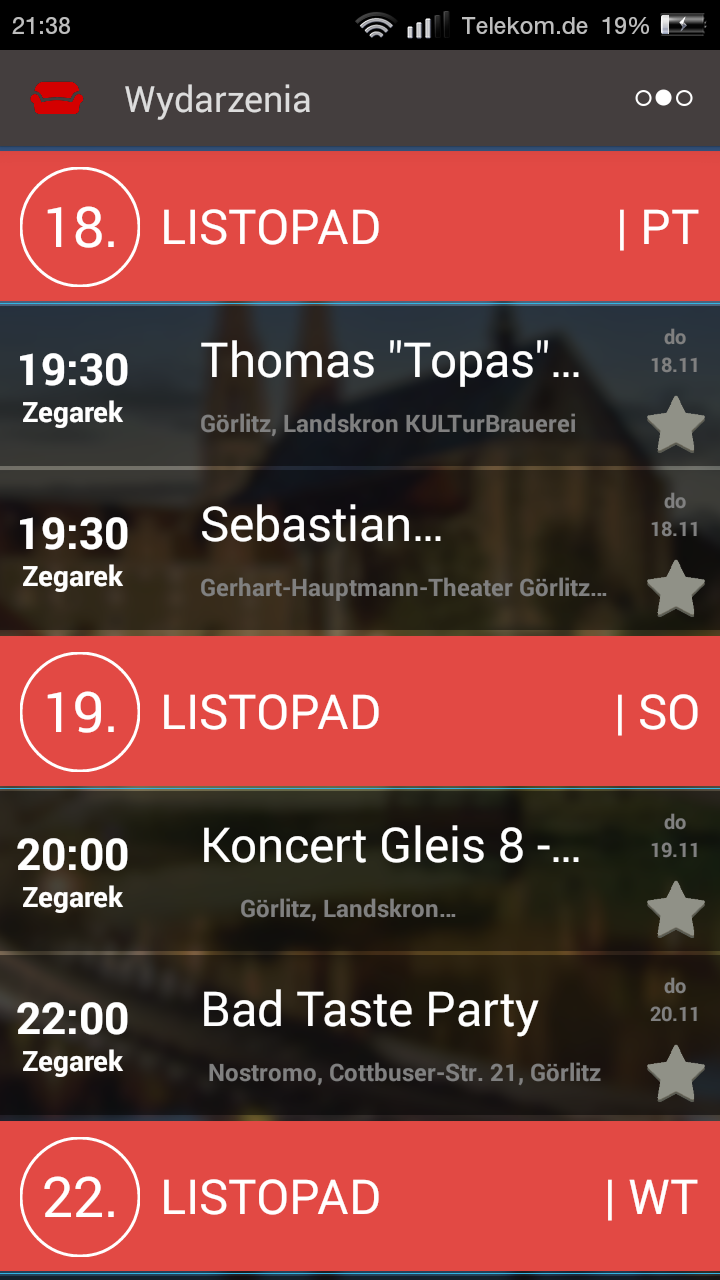 21:38 Telekom.de 19%
Wydarzenia
18. LISTOPAD | PT
19:30 Thomas "Topas"... do
18.11
Zegarek Görlitz, Landskron KULTurBrauerei
19:30 Sebastian... do
18.11
Zegarek Gerhart-Hauptmann-Theater Görlitz...
19. LISTOPAD | SO
20:00 Koncert Gleis 8 -... do
19.11
Zegarek Görlitz, Landskron...
22:00 Bad Taste Party do
20.11
Zegarek Nostromo, Cottbuser-Str. 21, Görlitz
22. LISTOPAD | WT